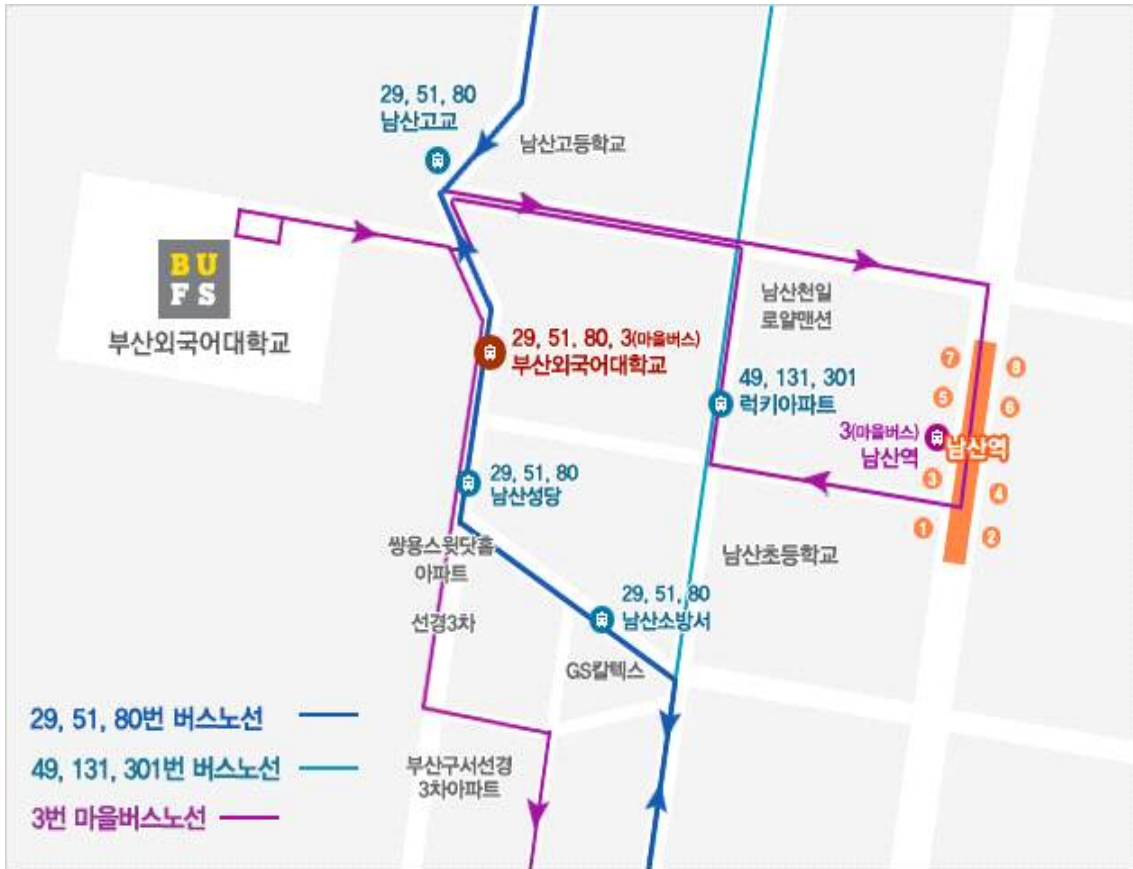 29, 51, 80
남산고교
남산고등학교
BU
FS
부산외국어대학교
29, 51, 80, 3(마을버스)
부산외국어대학교
남산천일
로얄맨션
49, 131, 301
럭키아파트
3(마을버스)
남산역
남산역
7
8
5
6
3
4
1
2
29, 51, 80
남산성당
쌍용스윗닷홈
아파트
남산초등학교
선경3차
29, 51, 80
남산소방서
GS칼텍스
부산구서선경
3차아파트
29, 51, 80번 버스노선
49, 131, 301번 버스노선
3번 마을버스노선